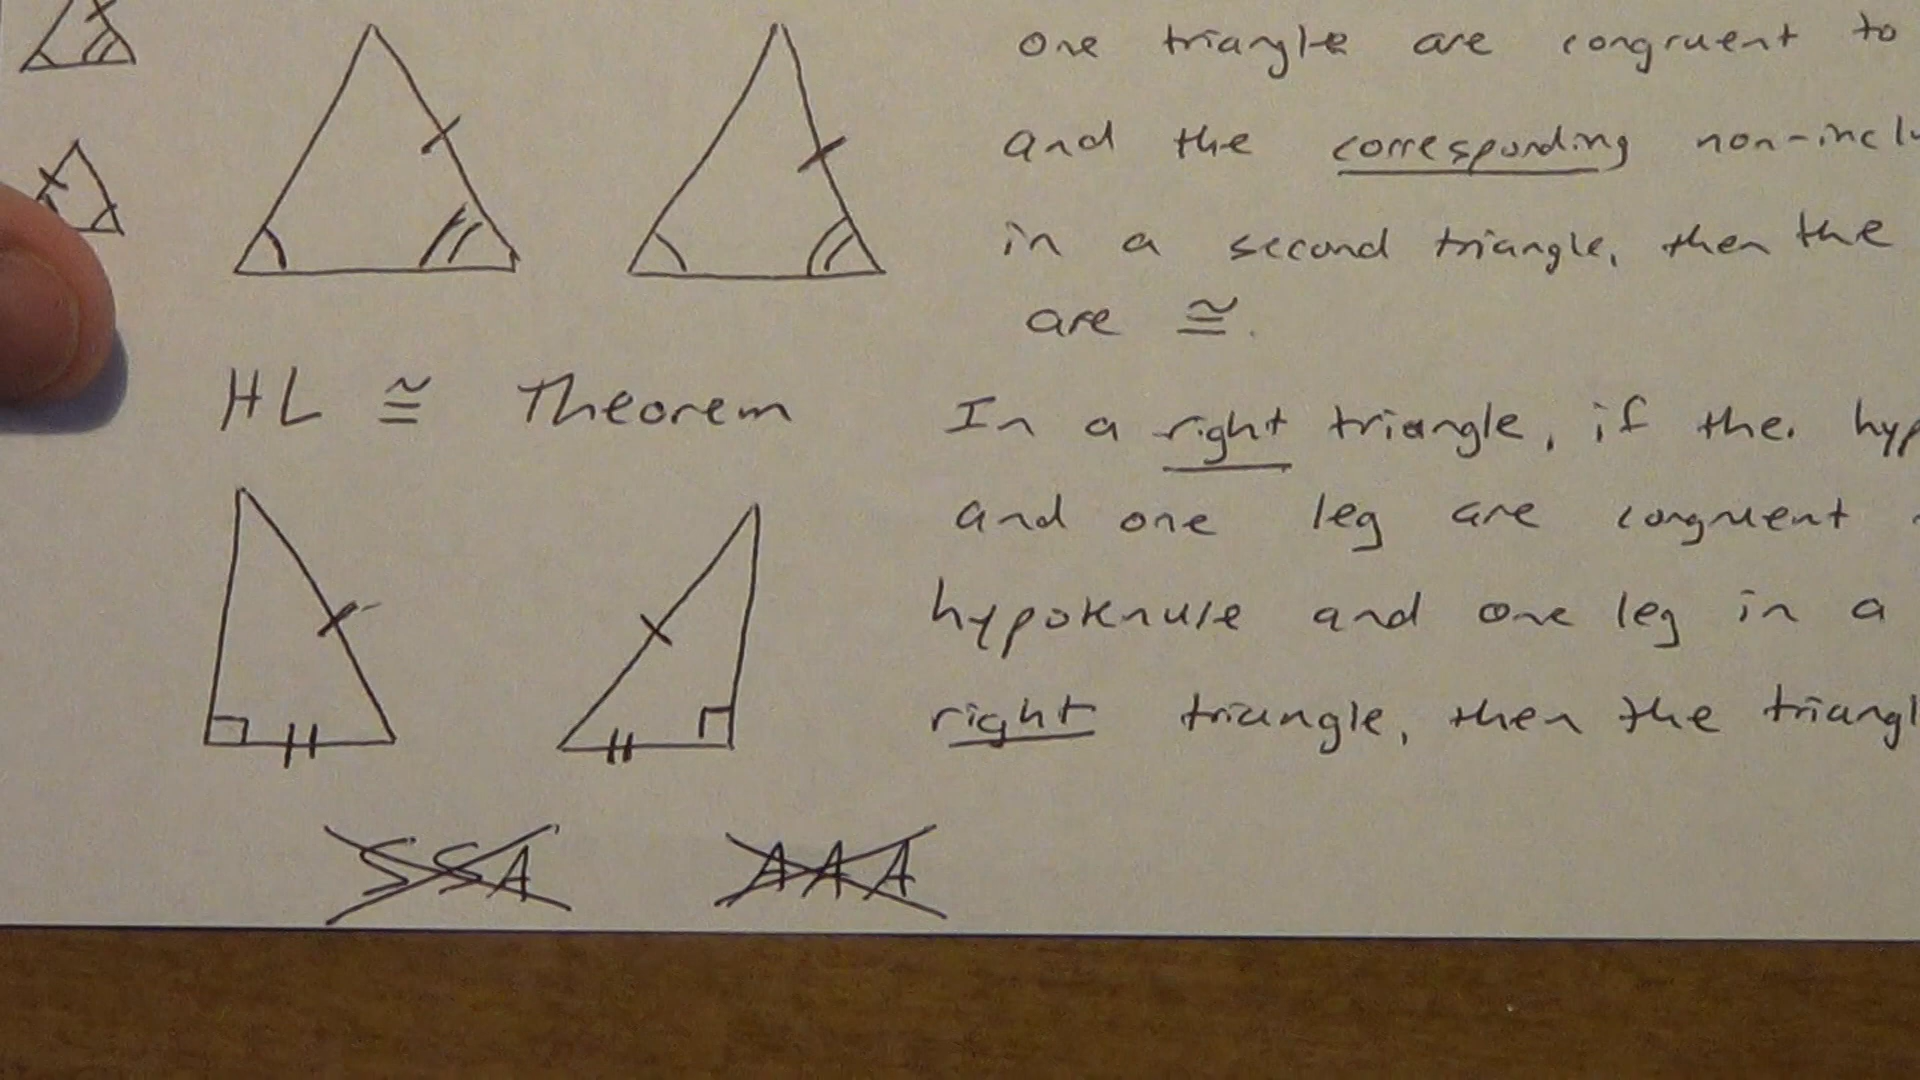 one triangle are congruent to
and the corresponding non-inclu
in a second triangle, then the
are ≅.
HL ≅ Theorem
In a right triangle, if the. hyp
and one leg are congruent
hypotenuse and one leg in a
right triangle, then the triangl
SSA AAA